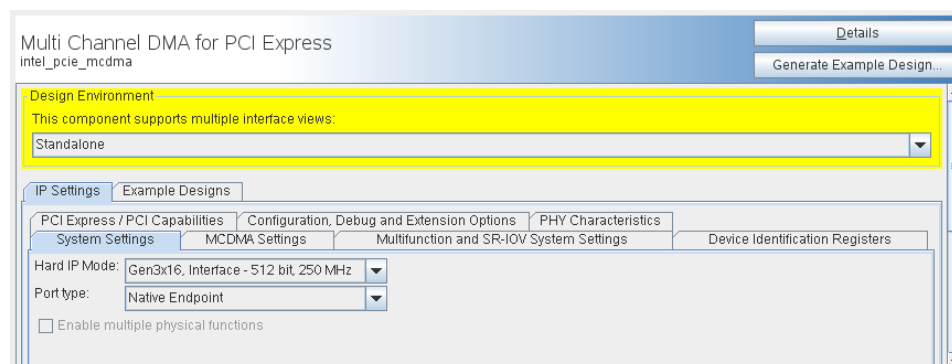 Multi Channel DMA for PCI Express
intel_pcie_mcdma
Details
Generate Example Design...
Design Environment
This component supports multiple interface views:
Standalone
IP Settings Example Designs
PCI Express / PCI Capabilities Configuration, Debug and Extension Options PHY Characteristics
System Settings MCDMA Settings Multifunction and SR-IOV System Settings Device Identification Registers
Hard IP Mode: Gen3x16, Interface - 512 bit, 250 MHz
Port type: Native Endpoint
Enable multiple physical functions